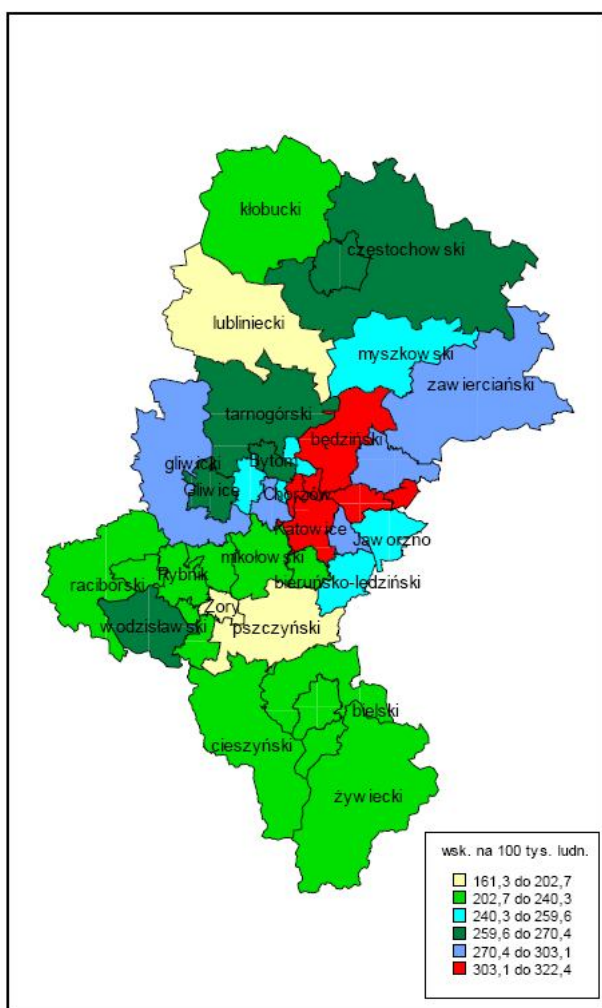 kłobucki
częstochowski
lubliniecki
myszkowski
zawierciański
tarnogórski
będziński
gliwicki
Bytom
Gliwice
Chorzów
Katowice
Jaworzno
mikołowski
Rybnik
bieruńsko-lędziński
raciborski
Żory
wodzisławski
pszczyński
bielski
cieszyński
żywiecki
wsk. na 100 tys. ludn.
161,3 do 202,7
202,7 do 240,3
240,3 do 259,6
259,6 do 270,4
270,4 do 303,1
303,1 do 322,4